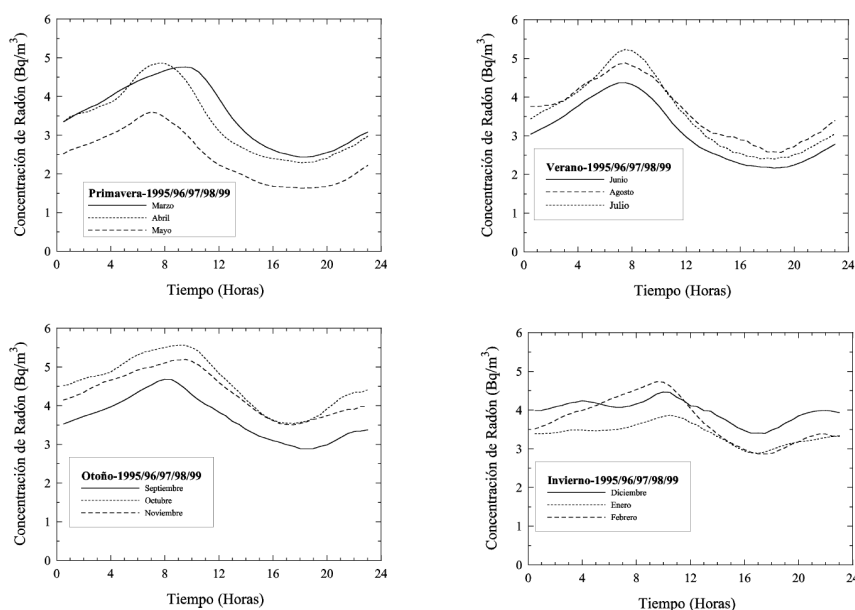 Concentración de Radón (Bq/m³)
6
5
4
3
2
1
0
Primavera-1995/96/97/98/99
Marzo
Abril
Mayo
0 4 8 12 16 20 24
Tiempo (Horas)
Concentración de Radón (Bq/m³)
6
5
4
3
2
1
0
Verano-1995/96/97/98/99
Junio
Agosto
Julio
0 4 8 12 16 20 24
Tiempo (Horas)
Concentración de Radón (Bq/m³)
6
5
4
3
2
1
0
Otoño-1995/96/97/98/99
Septiembre
Octubre
Noviembre
0 4 8 12 16 20 24
Tiempo (Horas)
Concentración de Radón (Bq/m³)
6
5
4
3
2
1
0
Invierno-1995/96/97/98/99
Diciembre
Enero
Febrero
0 4 8 12 16 20 24
Tiempo (Horas)